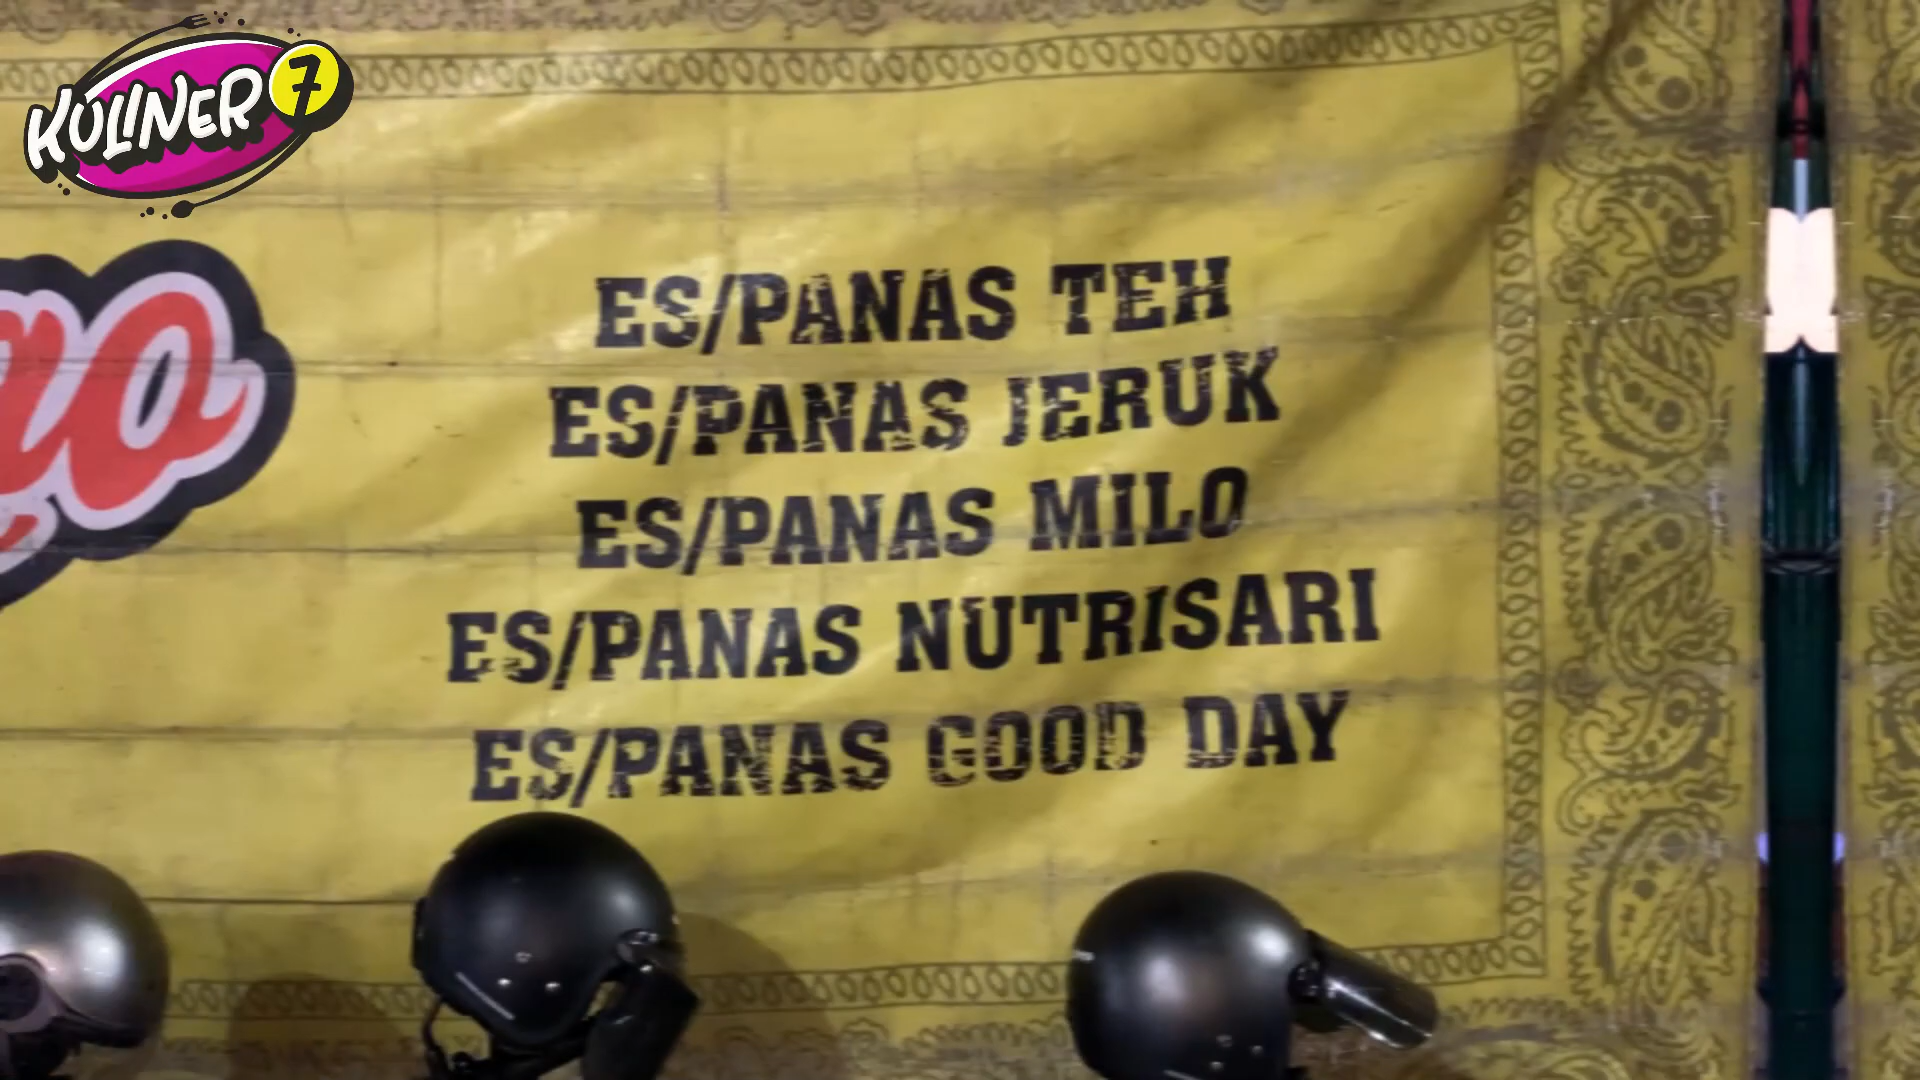 KULINER 7
ES/PANAS TEH
ES/PANAS JERUK
ES/PANAS MILO
ES/PANAS NUTRISARI
ES/PANAS GOOD DAY